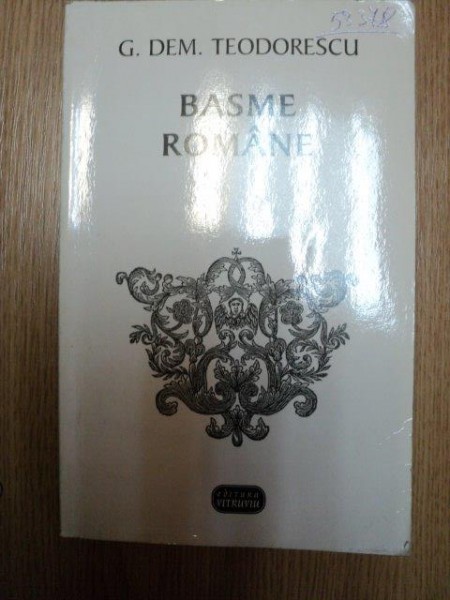 G. DEM. TEODORESCU
BASME
ROMÂNE
editura
VITRUVIU